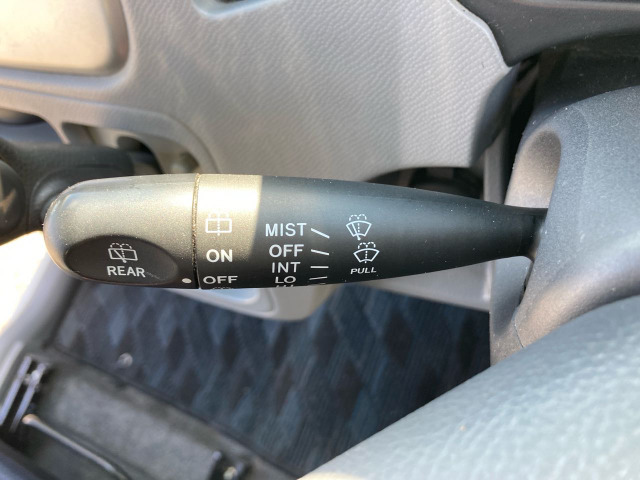 REAR
ON
OFF
MIST
OFF
INT
LO
PULL